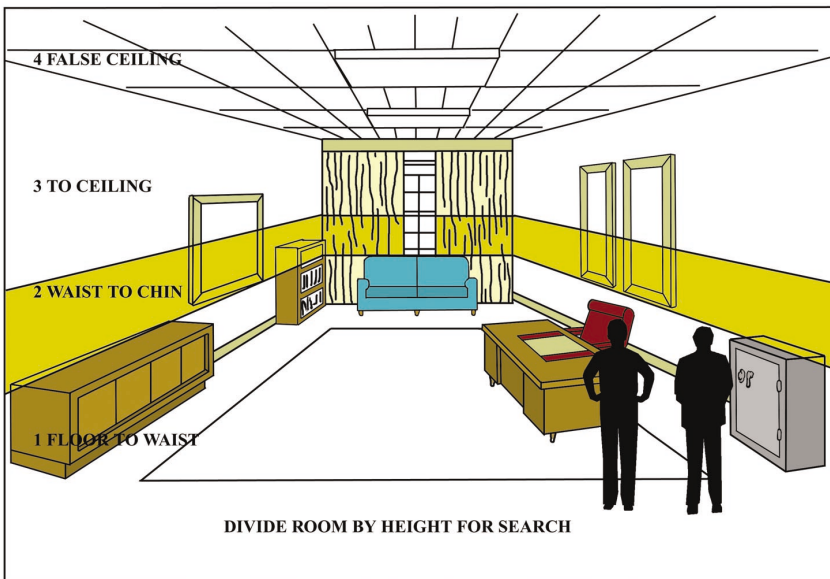 4 FALSE CEILING
3 TO CEILING
2 WAIST TO CHIN
1 FLOOR TO WAIST
DIVIDE ROOM BY HEIGHT FOR SEARCH